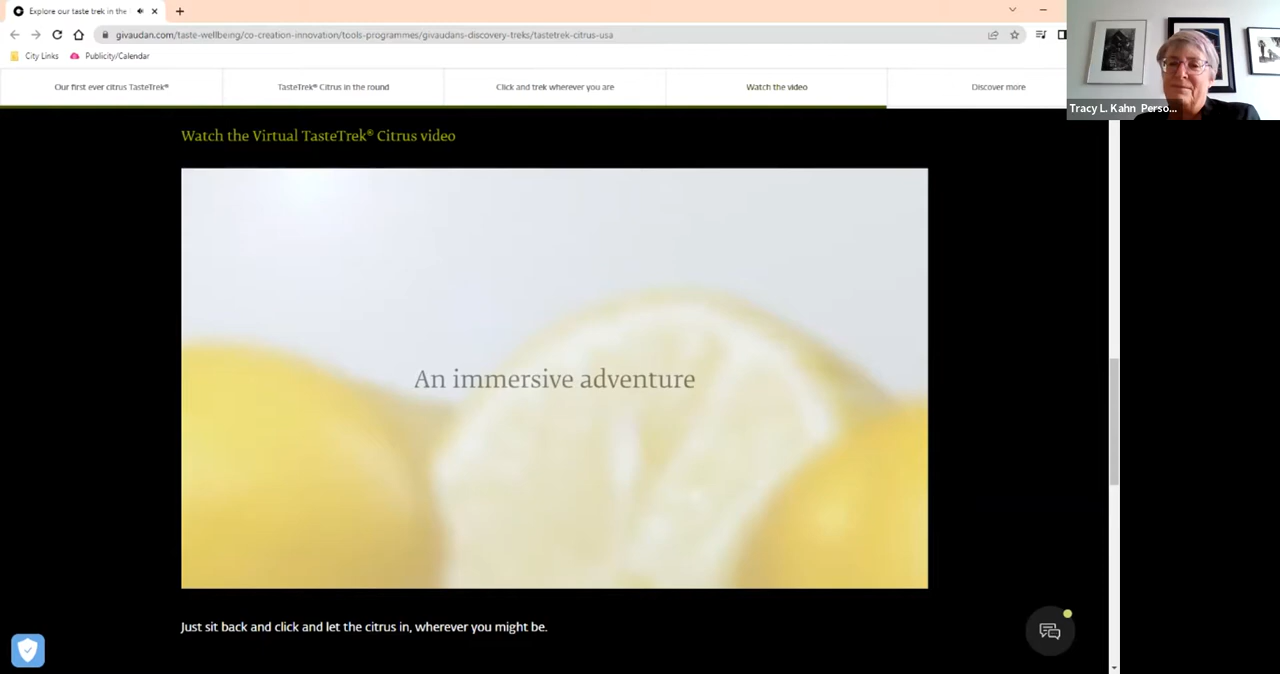 Explore our taste trek in the
givaudan.com/taste-wellbeing/co-creation-innovation/tools-programmes/givaudans-discovery-treks/tastetrek-citrus-usa
City Links
Publicity/Calendar
Our first ever citrus TasteTrek®
TasteTrek® Citrus in the round
Click and trek wherever you are
Watch the video
Discover more
Tracy L. Kahn Perso...
Watch the Virtual TasteTrek® Citrus video
An immersive adventure
Just sit back and click and let the citrus in, wherever you might be.